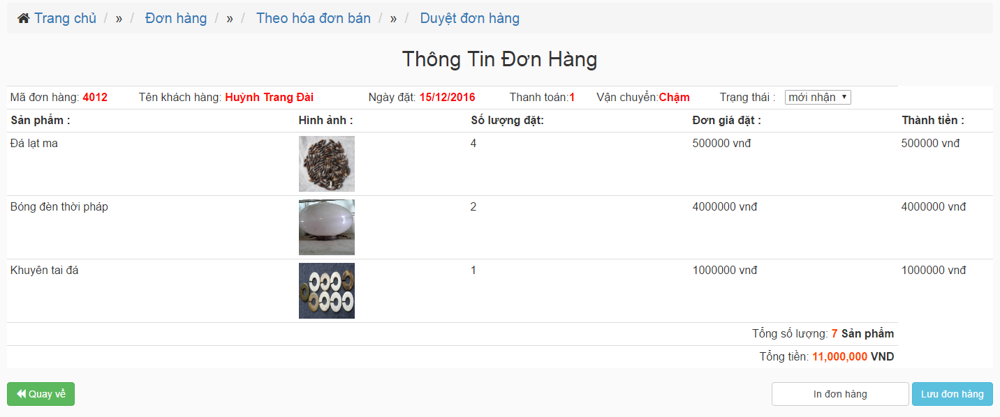 Trang chủ / » / Đơn hàng / » / Theo hóa đơn bán / » / Duyệt đơn hàng
Thông Tin Đơn Hàng
Mã đơn hàng: 4012 Tên khách hàng: Huỳnh Trang Đài Ngày đặt: 15/12/2016 Thanh toán:1 Vận chuyển:Chậm Trạng thái : mới nhận
Sản phẩm : Hình ảnh : Số lượng đặt: Đơn giá đặt : Thành tiền :
Đá lạt ma 4 500000 vnđ 500000 vnđ
Bóng đèn thời pháp 2 4000000 vnđ 4000000 vnđ
Khuyên tai đá 1 1000000 vnđ 1000000 vnđ
Tổng số lượng: 7 Sản phẩm
Tổng tiền: 11,000,000 VND
Quay về In đơn hàng Lưu đơn hàng